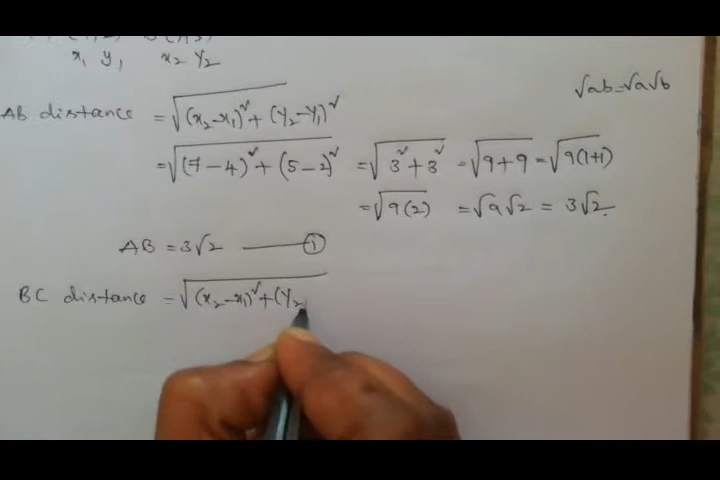 x₁ y₁ x₂ y₂
√ab=√a√b
AB distance = √(x₂-x₁)²+(y₂-y₁)²
= √(7-4)²+(5-2)² = √3²+3² = √9+9 = √9(1+1)
= √9(2) = √9√2 = 3√2.
AB = 3√2 —— ①
BC distance = √(x₂-x₁)²+(y₂